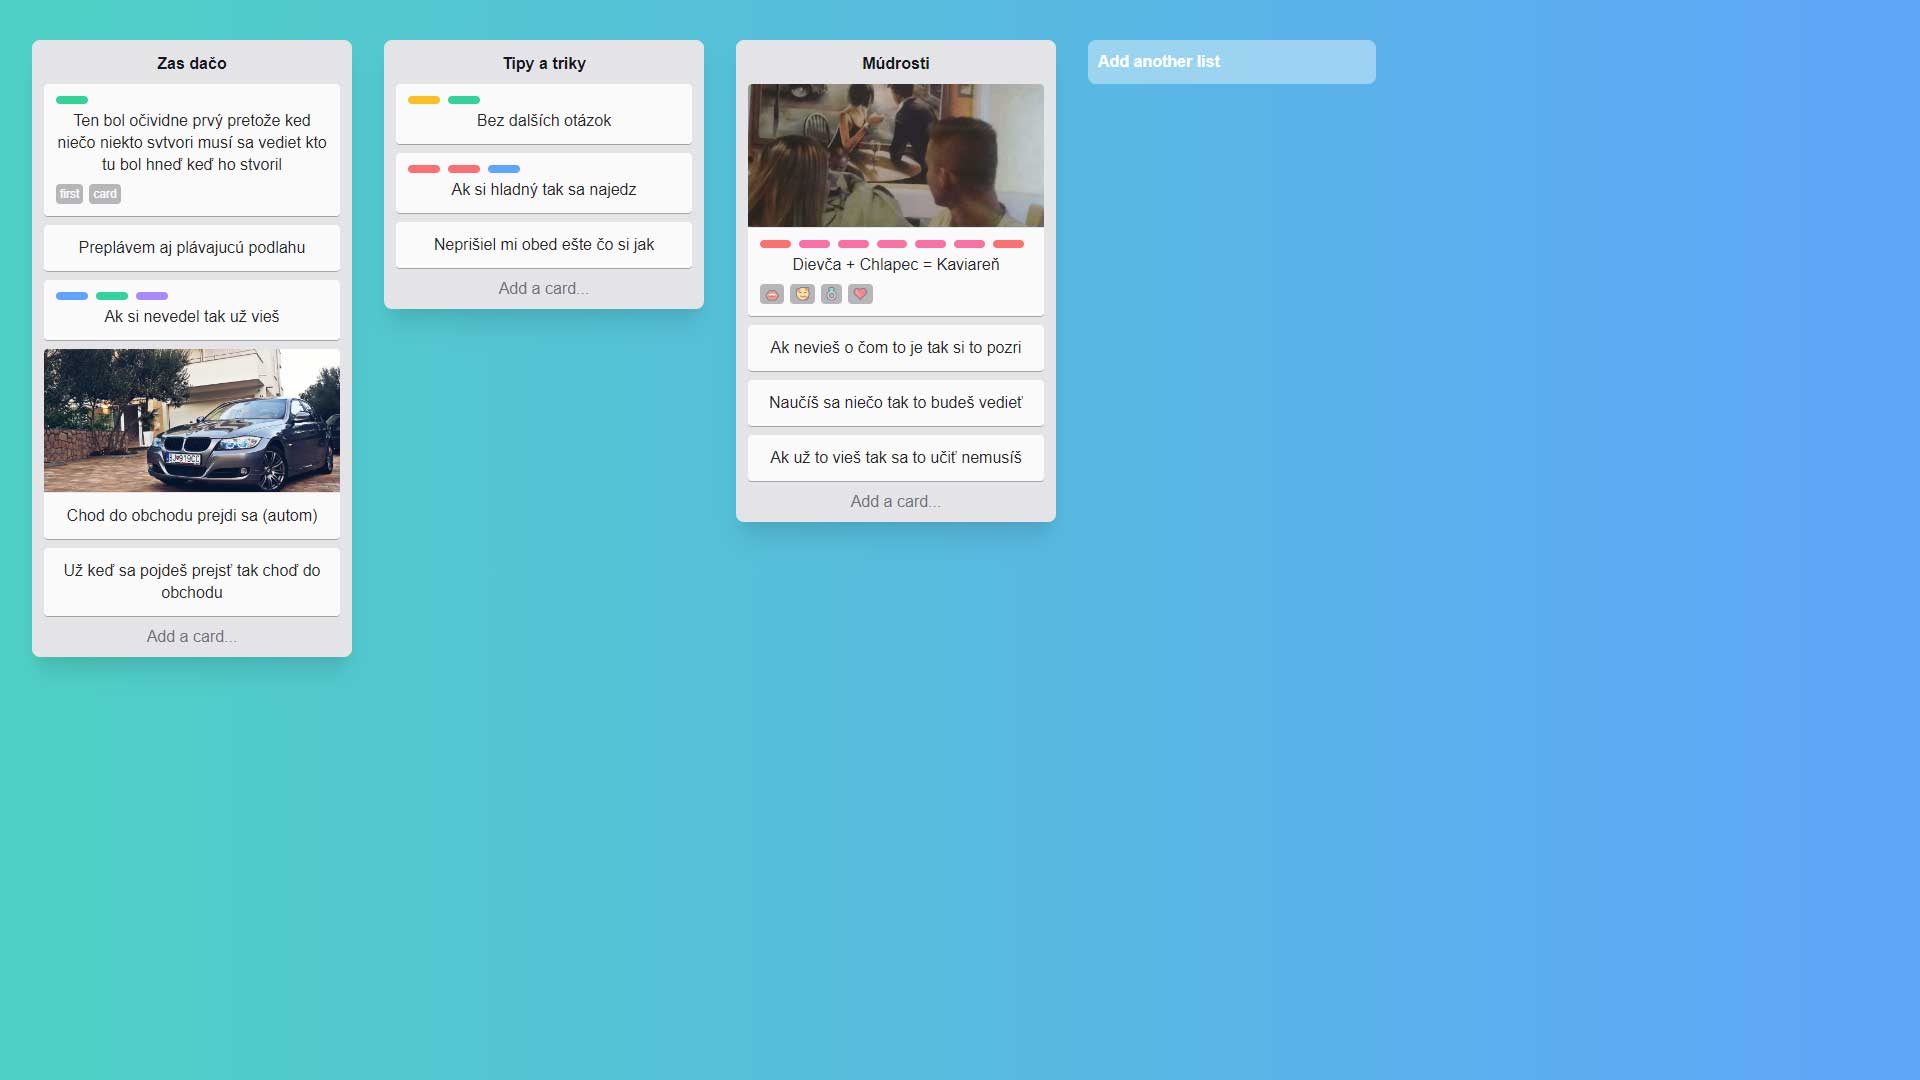 Zas dačo
Ten bol očividne prvý pretože ked
niečo niekto svtvori musí sa vediet kto
tu bol hneď keď ho stvoril
first card
Preplávem aj plávajucú podlahu
Ak si nevedel tak už vieš
Chod do obchodu prejdi sa (autom)
Už keď sa pojdeš prejsť tak choď do
obchodu
Add a card...
Tipy a triky
Bez dalších otázok
Ak si hladný tak sa najedz
Neprišiel mi obed ešte čo si jak
Add a card...
Múdrosti
Dievča + Chlapec = Kaviareň
Ak nevieš o čom to je tak si to pozri
Naučíš sa niečo tak to budeš vedieť
Ak už to vieš tak sa to učiť nemusíš
Add a card...
Add another list